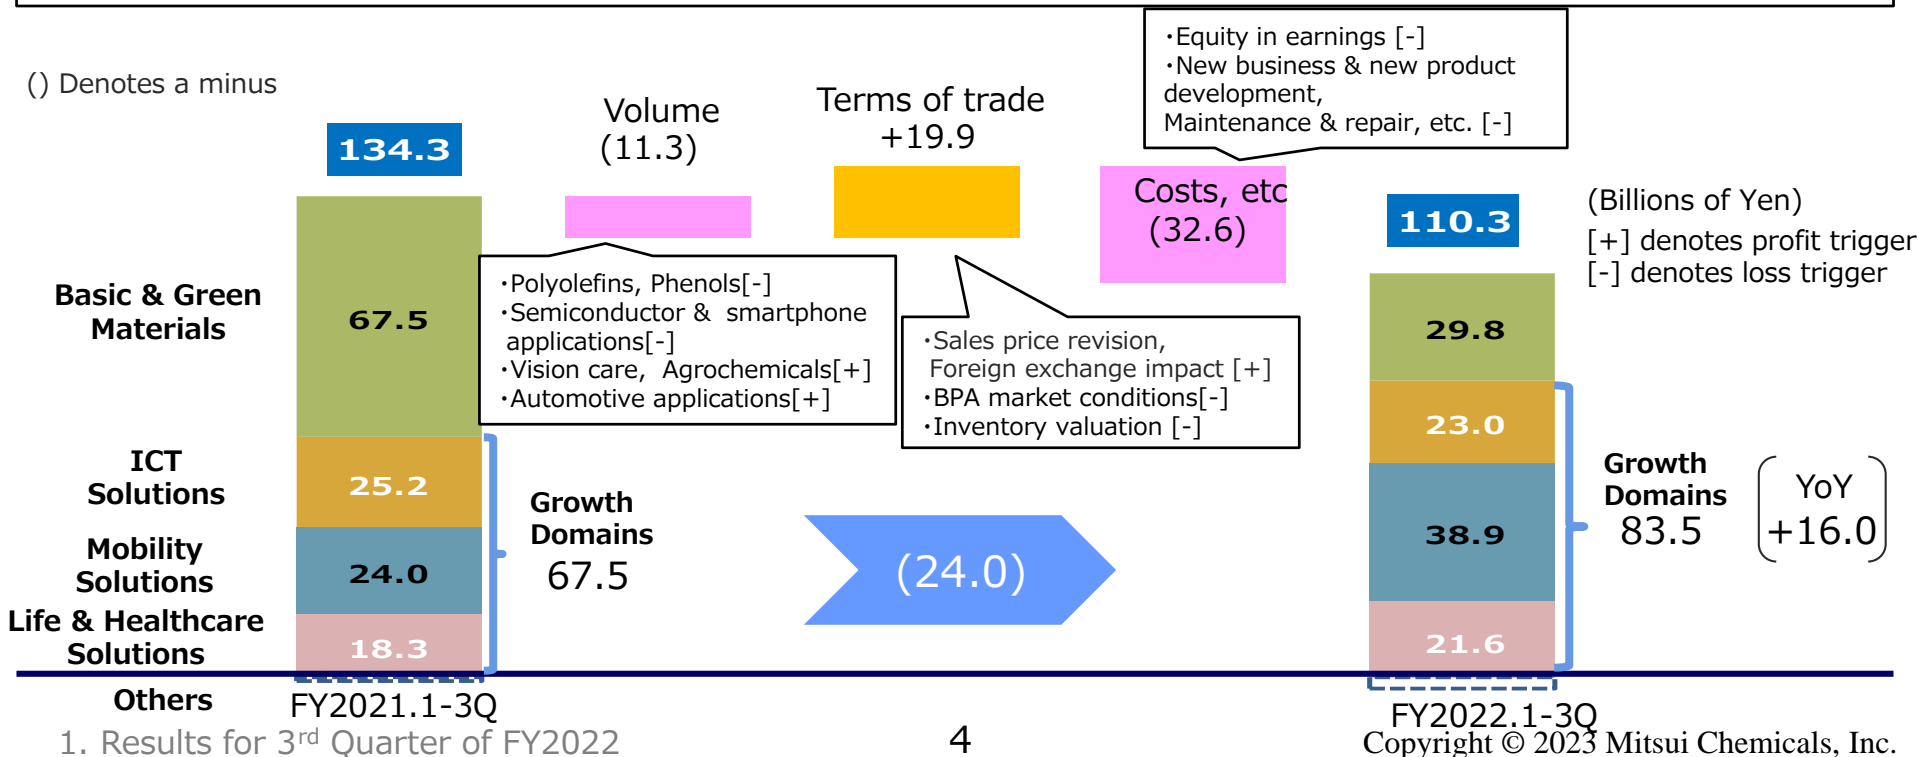 () Denotes a minus
134.3
Volume
(11.3)
Terms of trade
+19.9
・Equity in earnings [-]
・New business & new product
development,
Maintenance & repair, etc. [-]
Costs, etc
(32.6)
110.3
(Billions of Yen)
[+] denotes profit trigger
[-] denotes loss trigger
Basic & Green
Materials
67.5
・Polyolefins, Phenols[-]
・Semiconductor & smartphone
applications[-]
・Vision care, Agrochemicals[+]
・Automotive applications[+]
・Sales price revision,
Foreign exchange impact [+]
・BPA market conditions[-]
・Inventory valuation [-]
29.8
ICT
Solutions
25.2
23.0
Mobility
Solutions
24.0
38.9
Life & Healthcare
Solutions
18.3
21.6
Growth
Domains
67.5
(24.0)
Growth
Domains
83.5
YoY
+16.0
Others
FY2021.1-3Q
FY2022.1-3Q
1. Results for 3rd Quarter of FY2022
4
Copyright © 2023 Mitsui Chemicals, Inc.